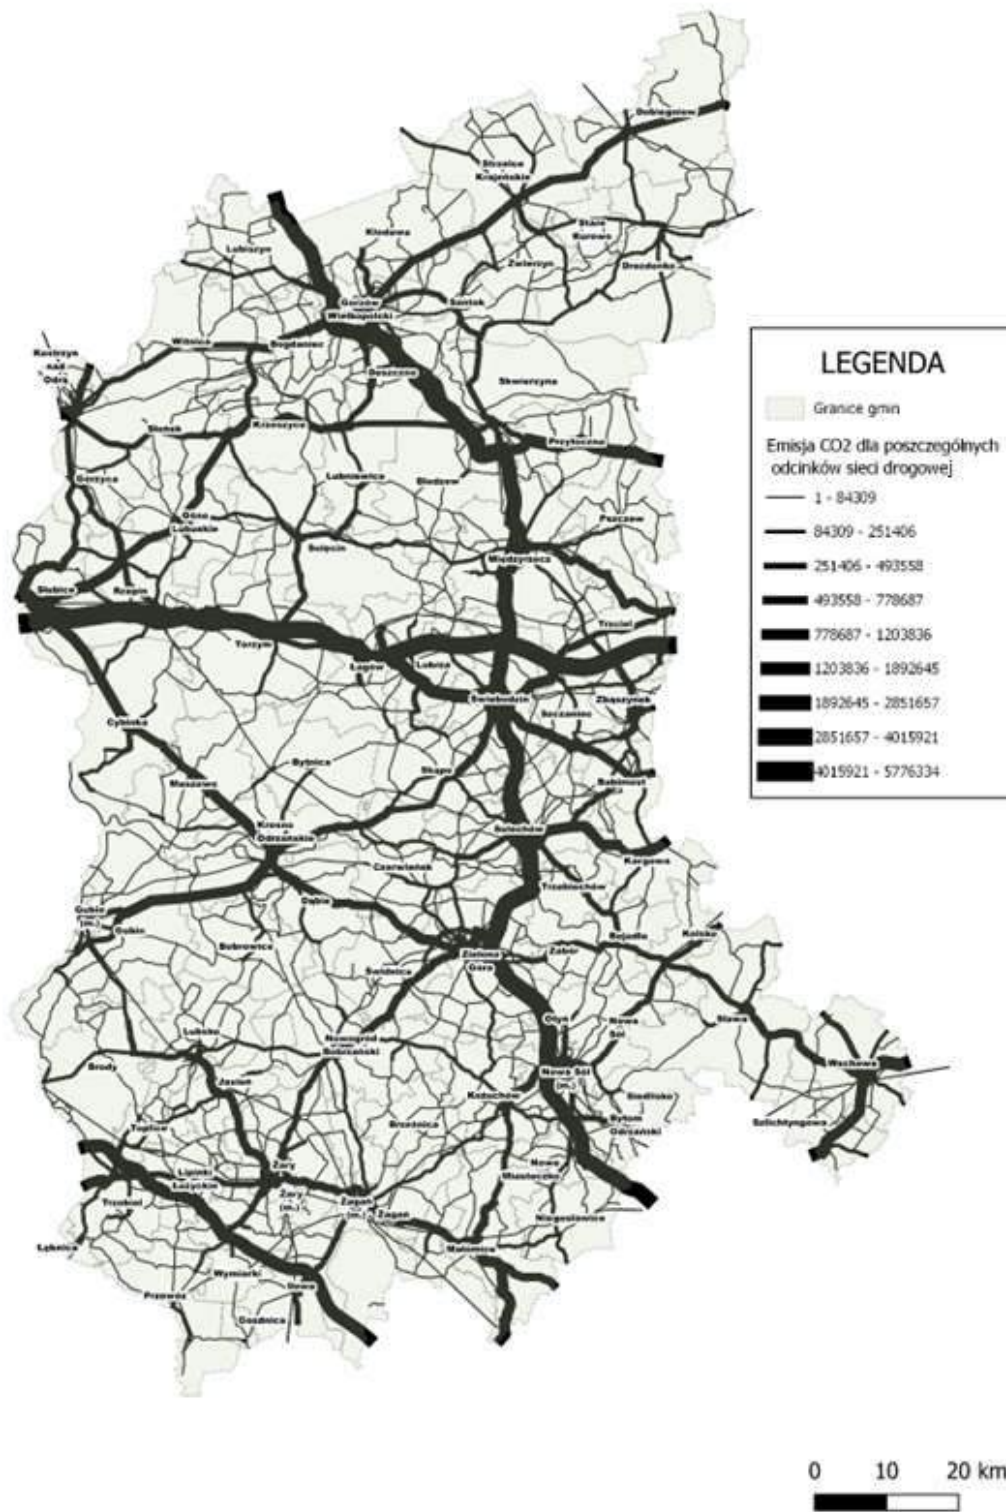 Dobiegniew
Strzelce
Krajeńskie
Stare
Kurowo
Kłodawa
Lubiszyn
Zwierzyn
Drezdenko
Gorzów
Wielkopolski
Santok
Witnica
Bogdaniec
Kostrzyn
nad
Odrą
Deszczno
Skwierzyna
Słońsk
Krzeszyce
Przytoczna
Górzyca
Lubniewice
Bledzew
Ośno
Lubuskie
Pszczew
Sulęcin
Międzyrzecz
Słubice
Rzepin
Trzciel
Torzym
Łagów
Lubrza
Świebodzin
Zbąszynek
Szczaniec
Cybinka
Bytnica
Skąpe
Maszewo
Babimost
Krosno
Odrzańskie
Sulechów
Kargowa
Czerwieńsk
Trzebiechów
Dąbie
Gubin
(m.)
Gubin
Bobrowice
Bojadła
Kolsko
Zielona
Góra
Zabór
Świdnica
Otyń
Nowa
Sól
Sława
Nowogród
Bobrzański
Lubsko
Brody
Jasień
Nowa Sól
(m.)
Wschowa
Kożuchów
Siedlisko
Bytom
Odrzański
Szlichtyngowa
Tuplice
Brzeźnica
Lipinki
Łużyckie
Żary
Nowe
Miasteczko
Trzebiel
Żary
(m.)
Żagań
(m.)
Żagań
Niegosławice
Łęknica
Małomice
Wymiarki
Iłowa
Przewóz
Gozdnica
LEGENDA
Granice gmin
Emisja CO2 dla poszczególnych
odcinków sieci drogowej
1 - 84309
84309 - 251406
251406 - 493558
493558 - 778687
778687 - 1203836
1203836 - 1892645
1892645 - 2851657
2851657 - 4015921
4015921 - 5776334
0 10 20 km